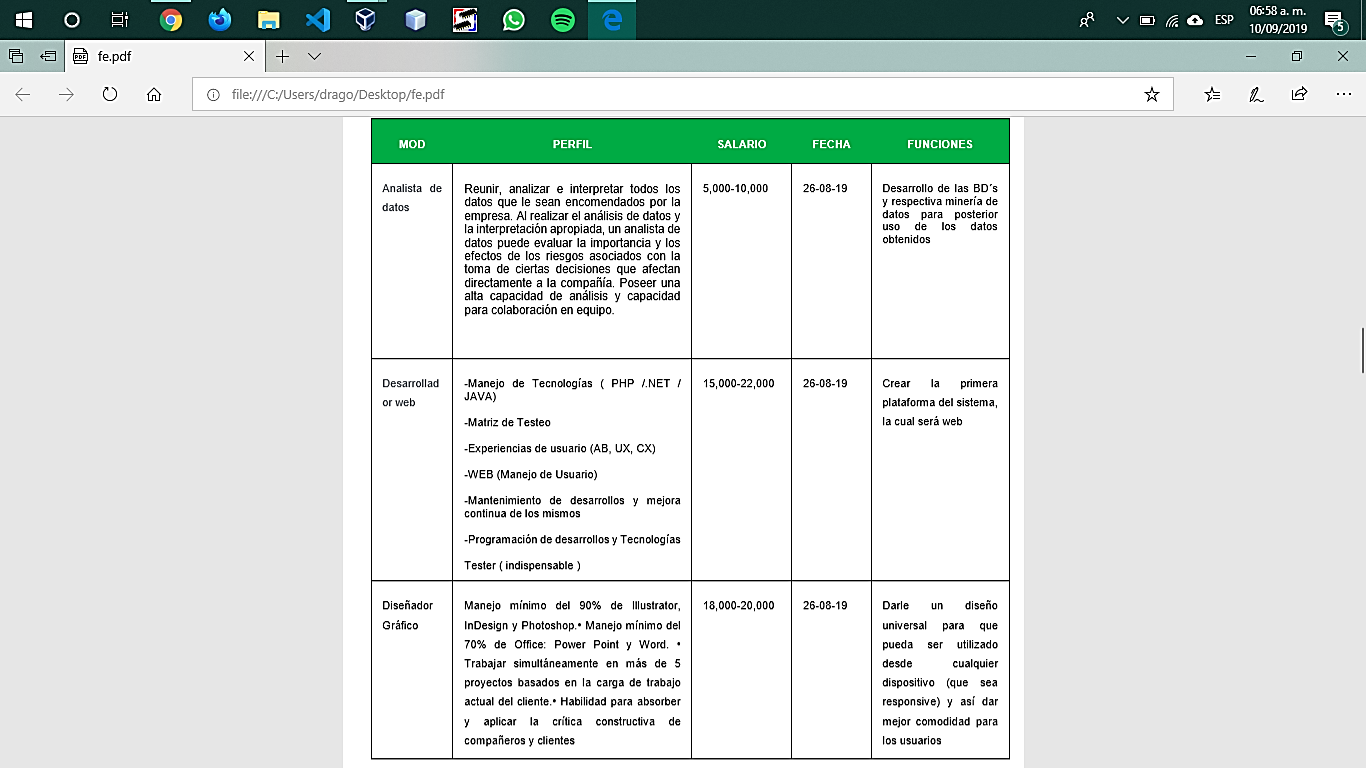 06:58 a. m.
ESP
10/09/2019
5
fe.pdf
file:///C:/Users/drago/Desktop/fe.pdf
MOD PERFIL SALARIO FECHA FUNCIONES
Analista de
datos
Reunir, analizar e interpretar todos los
datos que le sean encomendados por la
empresa. Al realizar el análisis de datos y
la interpretación apropiada, un analista de
datos puede evaluar la importancia y los
efectos de los riesgos asociados con la
toma de ciertas decisiones que afectan
directamente a la compañía. Poseer una
alta capacidad de análisis y capacidad
para colaboración en equipo.
5,000-10,000
26-08-19
Desarrollo de las BD´s
y respectiva minería de
datos para posterior
uso de los datos
obtenidos
Desarrollad
or web
-Manejo de Tecnologías ( PHP /.NET /
JAVA)
-Matriz de Testeo
-Experiencias de usuario (AB, UX, CX)
-WEB (Manejo de Usuario)
-Mantenimiento de desarrollos y mejora
continua de los mismos
-Programación de desarrollos y Tecnologías
Tester ( indispensable )
15,000-22,000
26-08-19
Crear la primera
plataforma del sistema,
la cual será web
Diseñador
Gráfico
Manejo mínimo del 90% de Illustrator,
InDesign y Photoshop.• Manejo mínimo del
70% de Office: Power Point y Word. •
Trabajar simultáneamente en más de 5
proyectos basados en la carga de trabajo
actual del cliente.• Habilidad para absorber
y aplicar la crítica constructiva de
compañeros y clientes
18,000-20,000
26-08-19
Darle un diseño
universal para que
pueda ser utilizado
desde cualquier
dispositivo (que sea
responsive) y así dar
mejor comodidad para
los usuarios